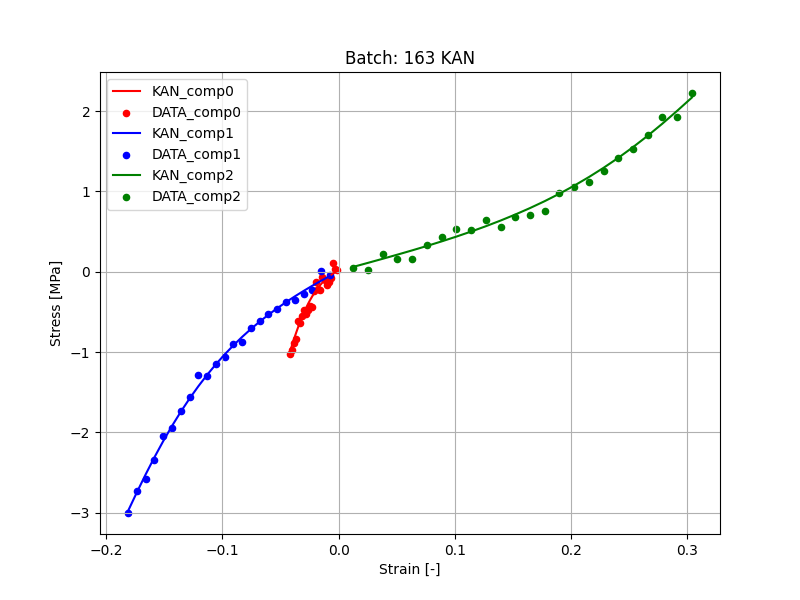 Batch: 163 KAN
KAN_comp0
DATA_comp0
KAN_comp1
DATA_comp1
KAN_comp2
DATA_comp2
2
1
0
−1
−2
−3
Stress [MPa]
−0.2 −0.1 0.0 0.1 0.2 0.3
Strain [-]